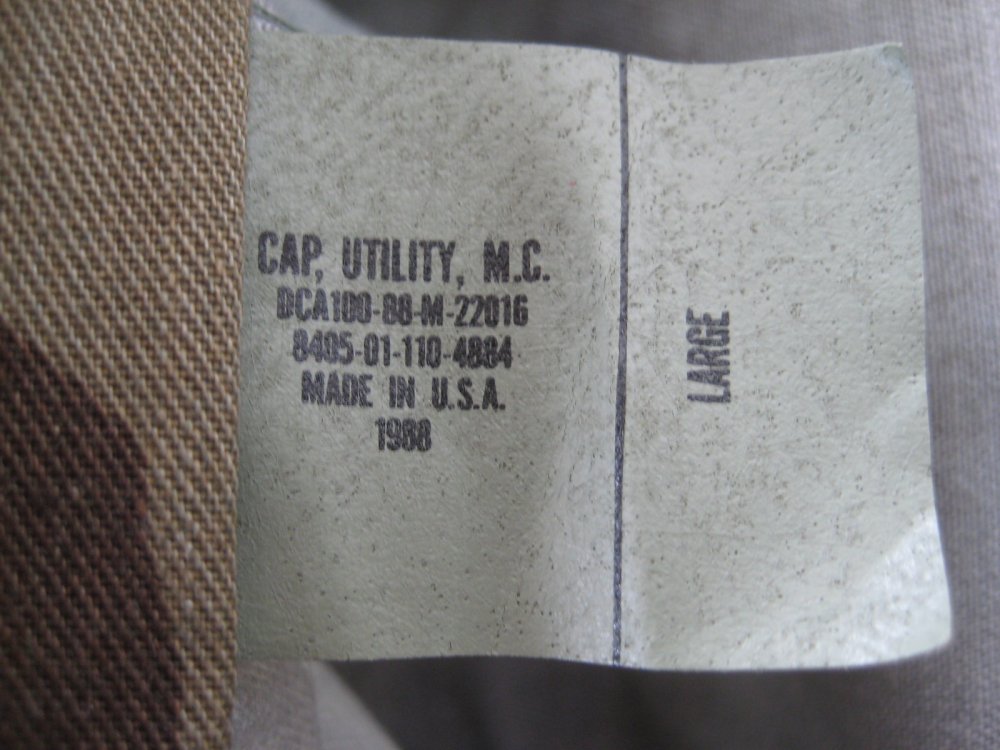 CAP, UTILITY, M.C.
DCA100-88-M-22016
8405-01-110-4884
MADE IN U.S.A.
1988
LARGE